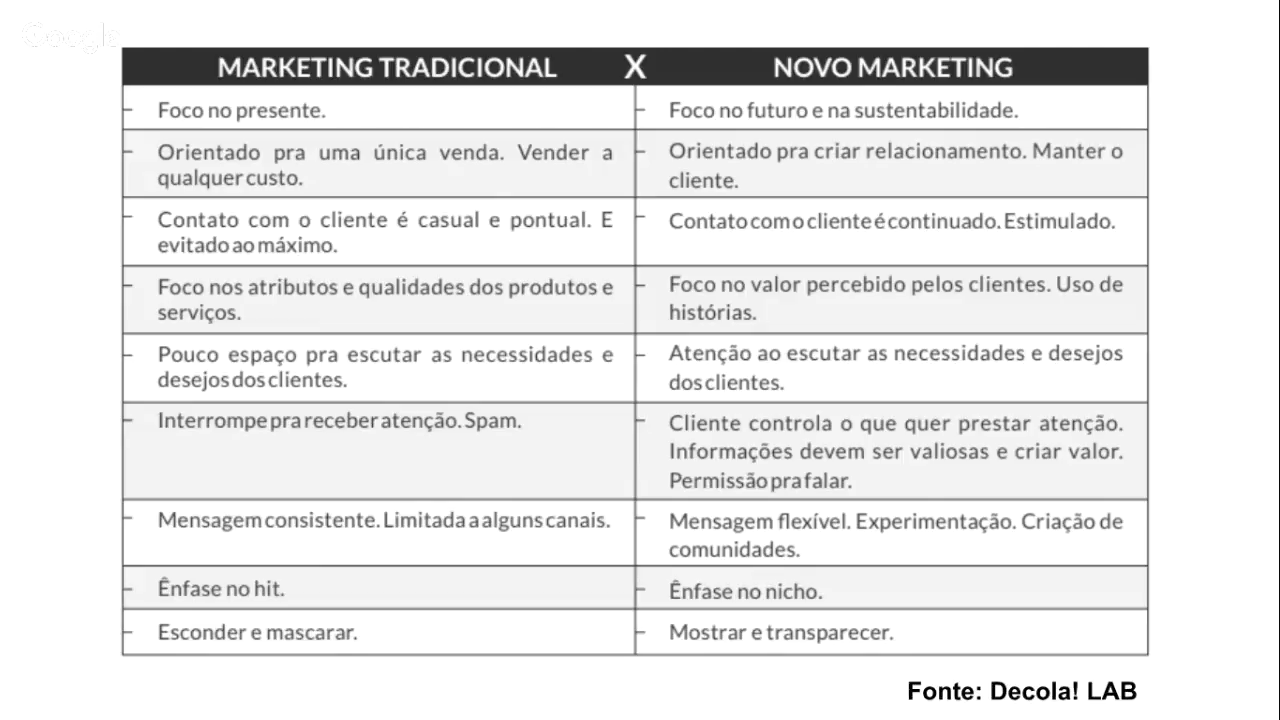 Google
MARKETING TRADICIONAL X NOVO MARKETING
– Foco no presente.
– Foco no futuro e na sustentabilidade.
– Orientado pra uma única venda. Vender a
qualquer custo.
– Orientado pra criar relacionamento. Manter o
cliente.
– Contato com o cliente é casual e pontual. E
evitado ao máximo.
– Contato com o cliente é continuado. Estimulado.
– Foco nos atributos e qualidades dos produtos e
serviços.
– Foco no valor percebido pelos clientes. Uso de
histórias.
– Pouco espaço pra escutar as necessidades e
desejos dos clientes.
– Atenção ao escutar as necessidades e desejos
dos clientes.
– Interrompe pra receber atenção. Spam.
– Cliente controla o que quer prestar atenção.
Informações devem ser valiosas e criar valor.
Permissão pra falar.
– Mensagem consistente. Limitada a alguns canais.
– Mensagem flexível. Experimentação. Criação de
comunidades.
– Ênfase no hit.
– Ênfase no nicho.
– Esconder e mascarar.
– Mostrar e transparecer.
Fonte: Decola! LAB